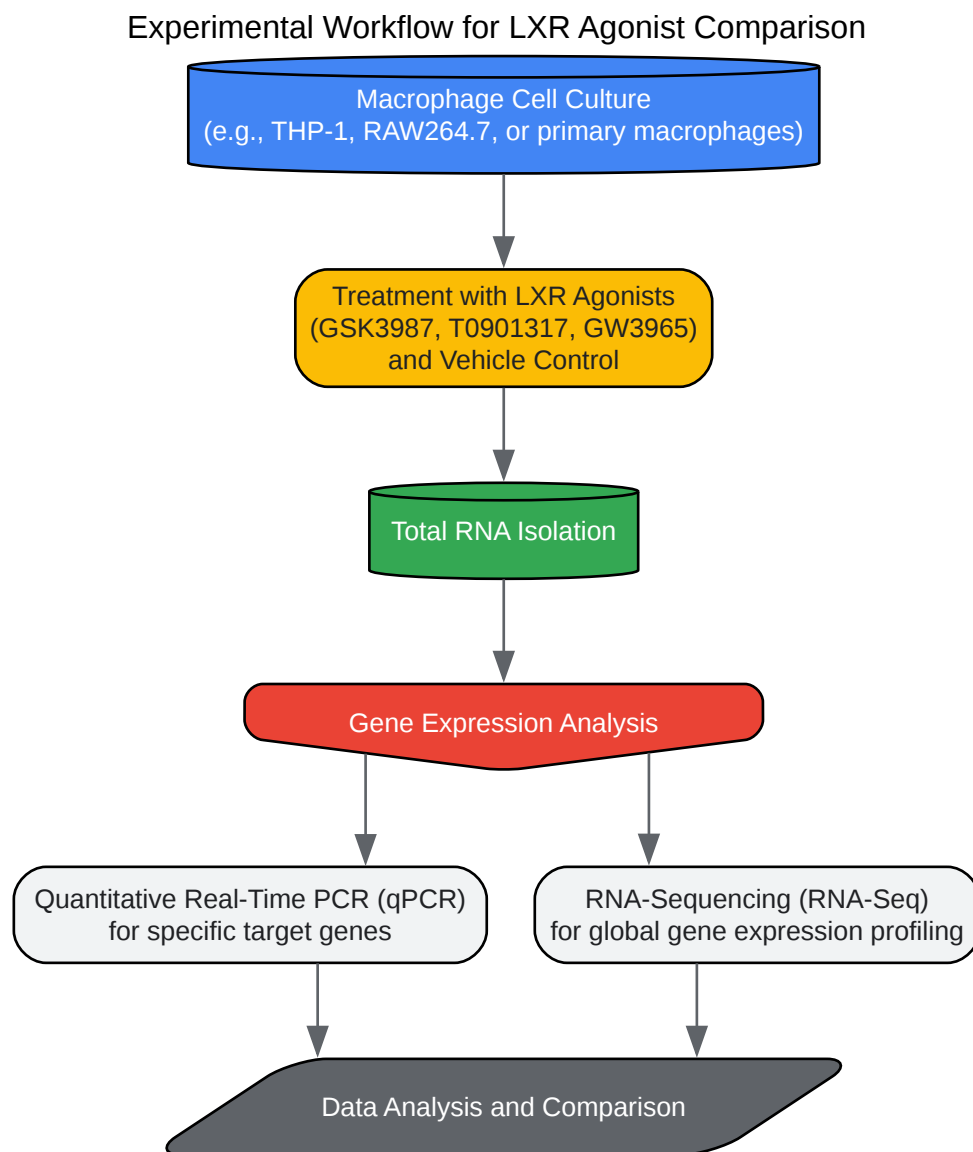 Experimental Workflow for LXR Agonist Comparison
Macrophage Cell Culture
(e.g., THP-1, RAW264.7, or primary macrophages)
Treatment with LXR Agonists
(GSK3987, T0901317, GW3965)
and Vehicle Control
Total RNA Isolation
Gene Expression Analysis
Quantitative Real-Time PCR (qPCR)
for specific target genes
RNA-Sequencing (RNA-Seq)
for global gene expression profiling
Data Analysis and Comparison